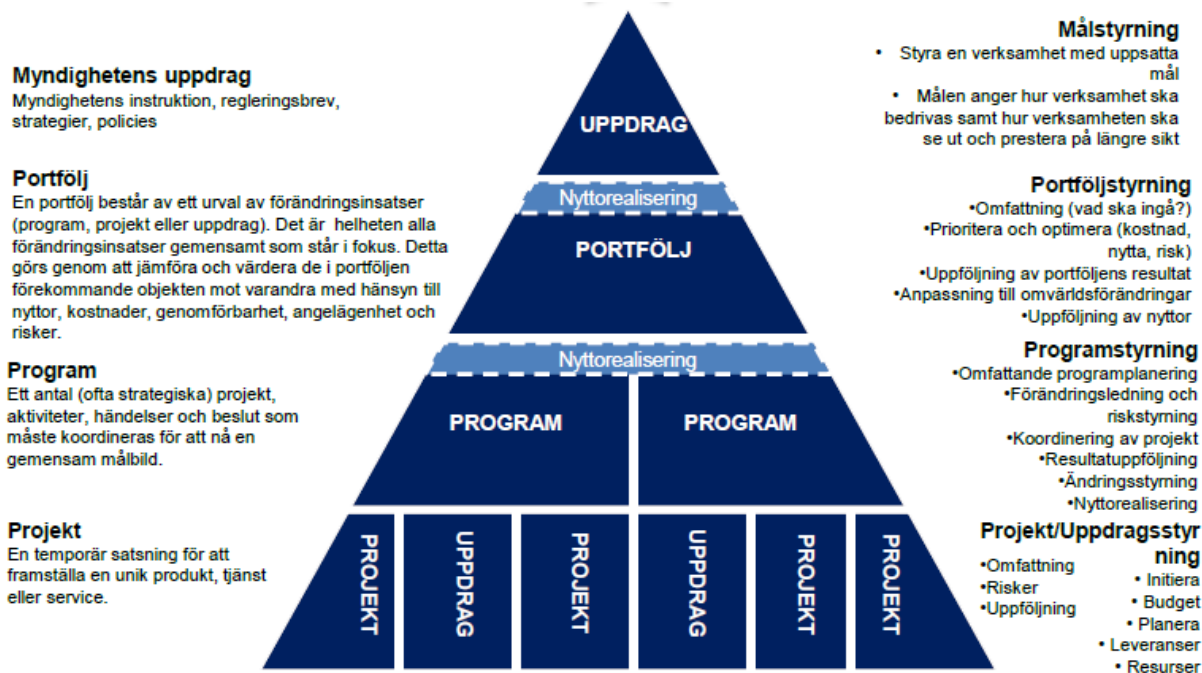 Myndighetens uppdrag
Myndighetens instruktion, regleringsbrev,
strategier, policies
Portfölj
En portfölj består av ett urval av förändringsinsatser
(program, projekt eller uppdrag). Det är helheten alla
förändringsinsatser gemensamt som står i fokus. Detta
görs genom att jämföra och värdera de i portföljen
förekommande objekten mot varandra med hänsyn till
nyttor, kostnader, genomförbarhet, angelägenhet och
risker.
Program
Ett antal (ofta strategiska) projekt,
aktiviteter, händelser och beslut som
måste koordineras för att nå en
gemensam målbild.
Projekt
En temporär satsning för att
framställa en unik produkt, tjänst
eller service.
UPPDRAG
Nyttorealisering
PORTFÖLJ
Nyttorealisering
PROGRAM
PROGRAM
PROJEKT
UPPDRAG
PROJEKT
UPPDRAG
PROJEKT
PROJEKT
Målstyrning
• Styra en verksamhet med uppsatta
mål
• Målen anger hur verksamhet ska
bedrivas samt hur verksamheten ska
se ut och prestera på längre sikt
Portföljstyrning
•Omfattning (vad ska ingå?)
•Prioritera och optimera (kostnad,
nytta, risk)
•Uppföljning av portföljens resultat
•Anpassning till omvärldsförändringar
•Uppföljning av nyttor
Programstyrning
•Omfattande programplanering
•Förändringsledning och
riskstyrning
•Koordinering av projekt
•Resultatuppföljning
•Ändringsstyrning
•Nyttorealisering
Projekt/Uppdragsstyr
ning
•Omfattning
•Risker
•Uppföljning
• Initiera
• Budget
• Planera
• Leveranser
• Resurser